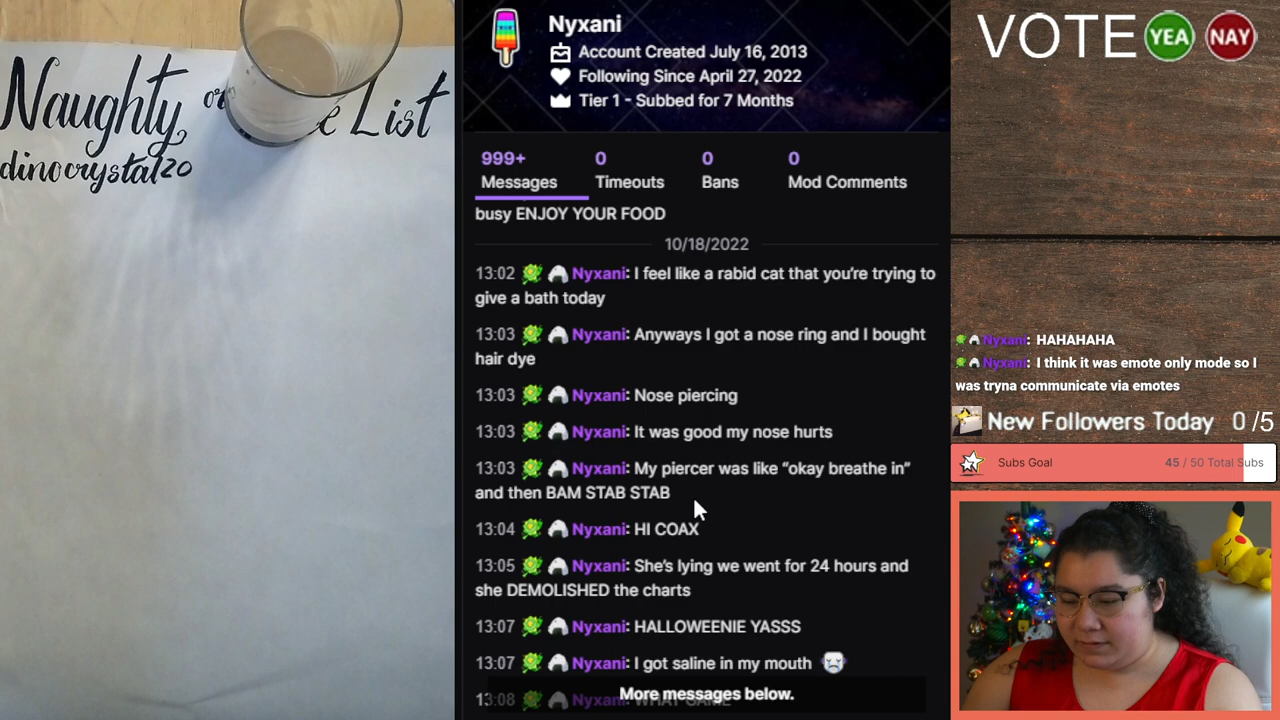 Naughty or List
dinocrystal20
Nyxani
Account Created July 16, 2013
Following Since April 27, 2022
Tier 1 - Subbed for 7 Months
999+ 0 0 0
Messages Timeouts Bans Mod Comments
busy ENJOY YOUR FOOD
10/18/2022
13:02 Nyxani: I feel like a rabid cat that you're trying to
give a bath today
13:03 Nyxani: Anyways I got a nose ring and I bought
hair dye
13:03 Nyxani: Nose piercing
13:03 Nyxani: It was good my nose hurts
13:03 Nyxani: My piercer was like “okay breathe in”
and then BAM STAB STAB
13:04 Nyxani: HI COAX
13:05 Nyxani: She's lying we went for 24 hours and
she DEMOLISHED the charts
13:07 Nyxani: HALLOWEENIE YASSS
13:07 Nyxani: I got saline in my mouth
13:08 Nyxani: WHAT SAME
More messages below.
VOTE YEA NAY
Nyxani: HAHAHAHA
Nyxani: I think it was emote only mode so I
was tryna communicate via emotes
New Followers Today 0 /5
Subs Goal 45 / 50 Total Subs